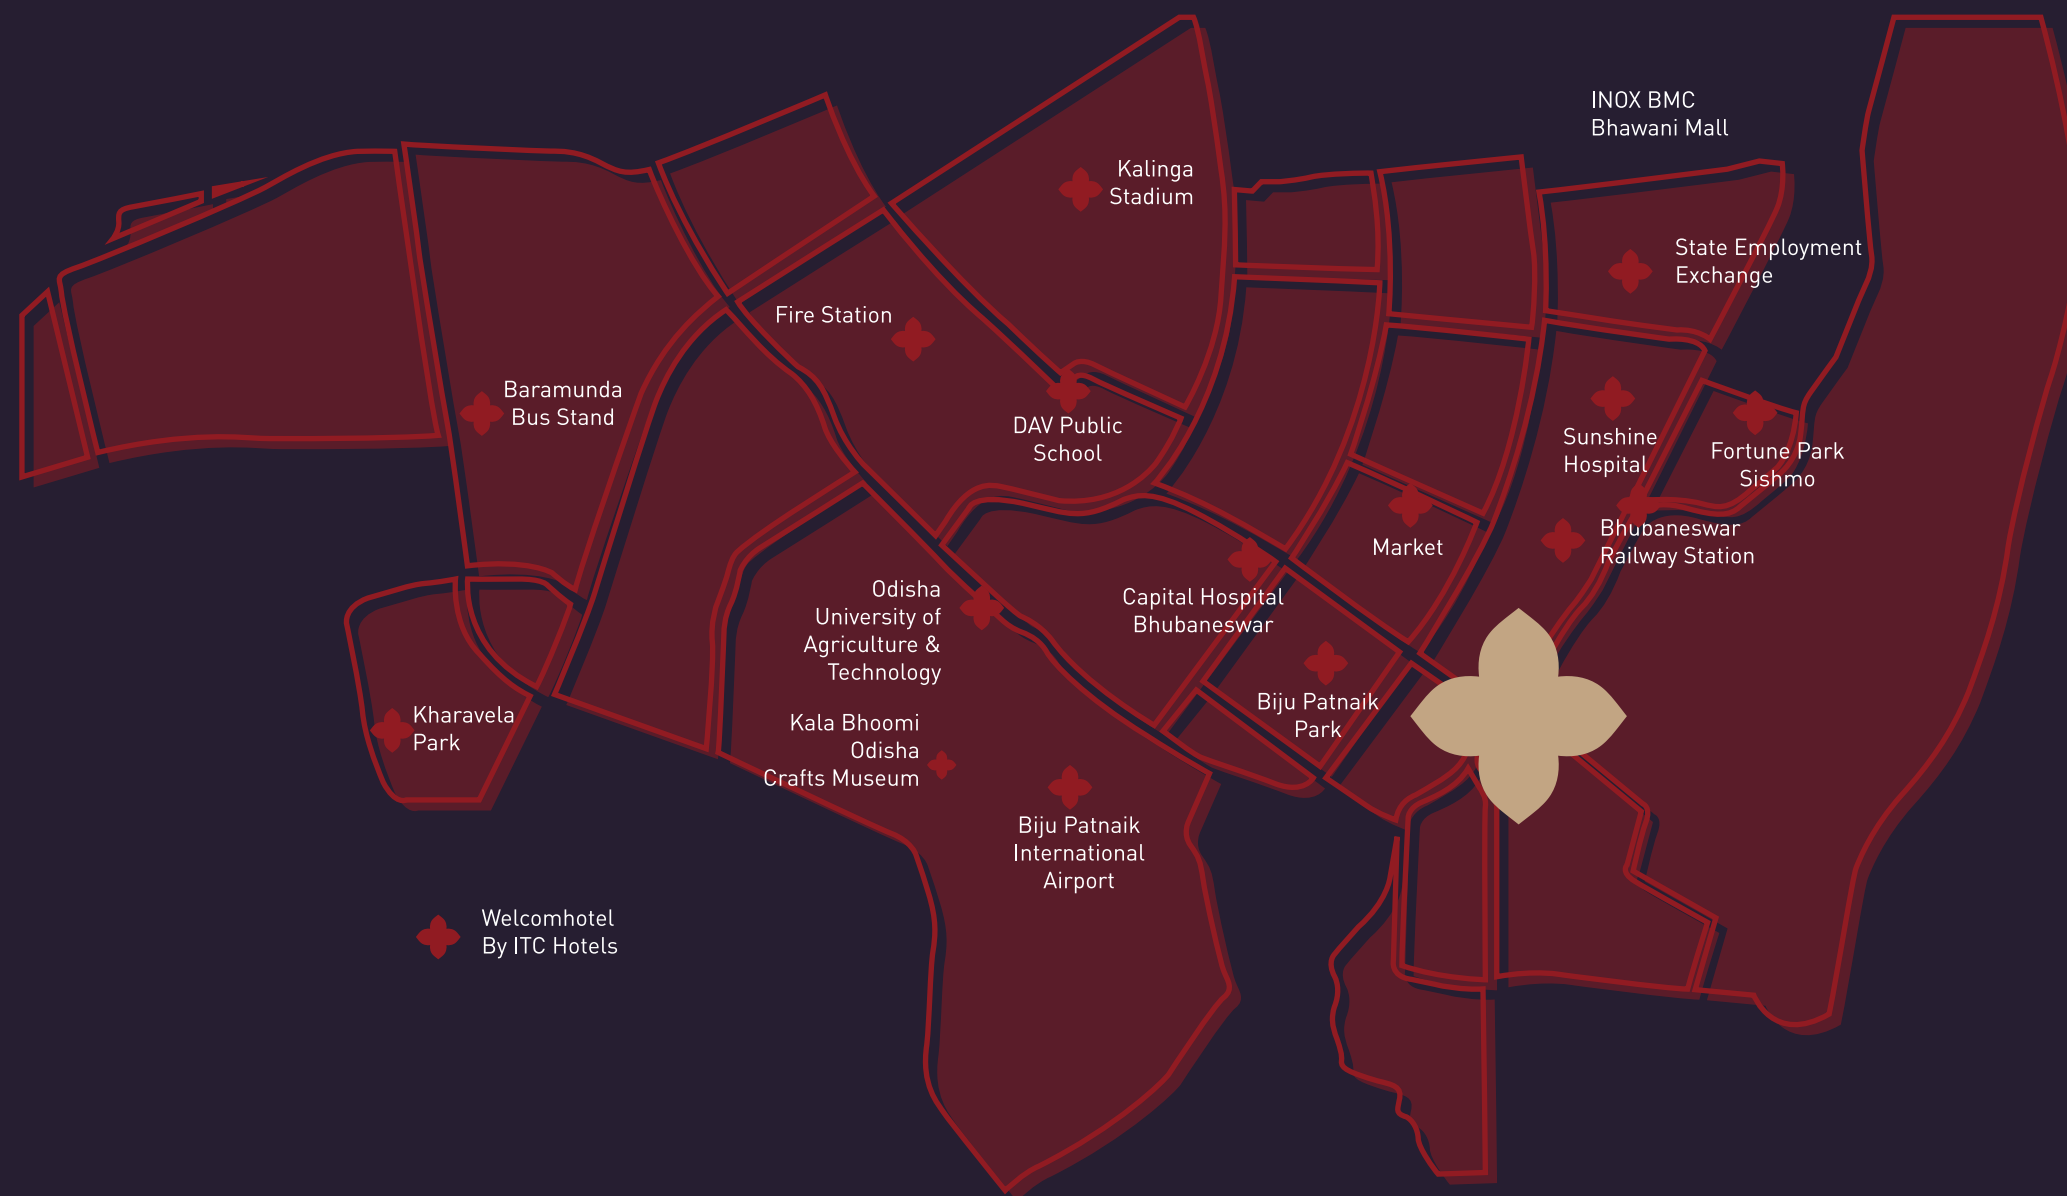 INOX BMC
Bhawani Mall
Kalinga
Stadium
State Employment
Exchange
Fire Station
Baramunda
Bus Stand
DAV Public
School
Sunshine
Hospital
Fortune Park
Sishmo
Market
Bhubaneswar
Railway Station
Odisha
University of
Agriculture &
Technology
Capital Hospital
Bhubaneswar
Biju Patnaik
Park
Kharavela
Park
Kala Bhoomi
Odisha
Crafts Museum
Biju Patnaik
International
Airport
Welcomhotel
By ITC Hotels